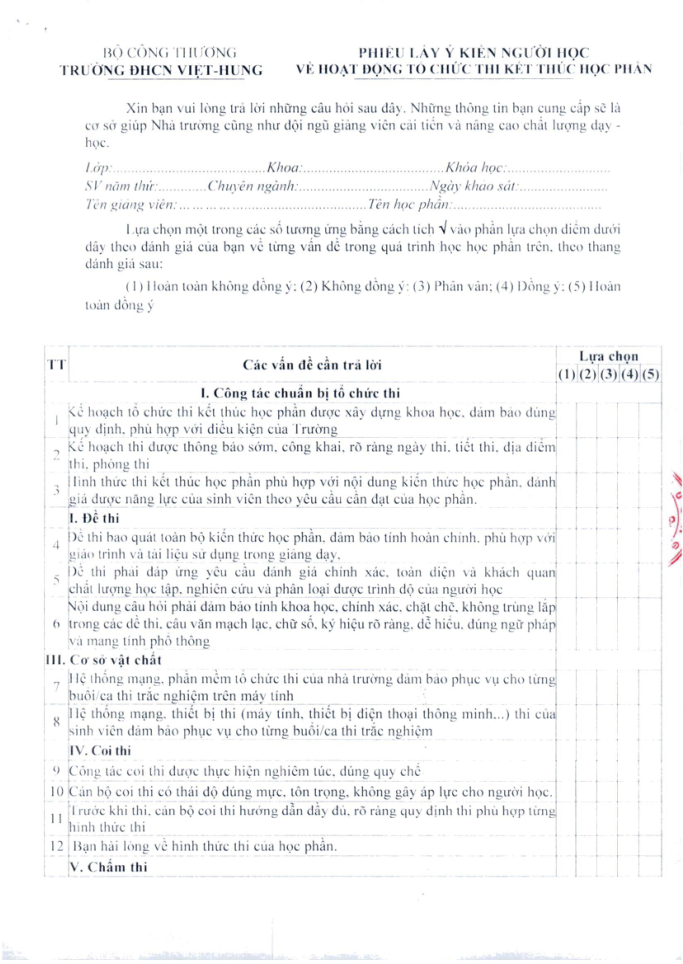 BỘ CÔNG THƯƠNG
TRƯỜNG ĐHCN VIỆT-HUNG
PHIẾU LẤY Ý KIẾN NGƯỜI HỌC
VỀ HOẠT ĐỘNG TỔ CHỨC THI KẾT THÚC HỌC PHẦN
Xin bạn vui lòng trả lời những câu hỏi sau đây. Những thông tin bạn cung cấp sẽ là
cơ sở giúp Nhà trường cũng như đội ngũ giảng viên cải tiến và nâng cao chất lượng dạy -
học.
Lớp:..........................................Khoa:................................Khóa học:............................
SV năm thứ:.............Chuyên ngành:...................................Ngày khảo sát:........................
Tên giảng viên:..........................................Tên học phần:................................................
Lựa chọn một trong các số tương ứng bằng cách tích √ vào phần lựa chọn điểm dưới
đây theo đánh giá của bạn về từng vấn đề trong quá trình học học phần trên, theo thang
đánh giá sau:
(1) Hoàn toàn không đồng ý; (2) Không đồng ý; (3) Phân vân; (4) Đồng ý; (5) Hoàn
toàn đồng ý
TT Các vấn đề cần trả lời Lựa chọn
(1) (2) (3) (4) (5)
I. Công tác chuẩn bị tổ chức thi
1 Kế hoạch tổ chức thi kết thúc học phần được xây dựng khoa học, đảm bảo đúng
quy định, phù hợp với điều kiện của Trường
2 Kế hoạch thi được thông báo sớm, công khai, rõ ràng ngày thi, tiết thi, địa điểm
thi, phòng thi
3 Hình thức thi kết thúc học phần phù hợp với nội dung kiến thức học phần, đánh
giá được năng lực của sinh viên theo yêu cầu cần đạt của học phần.
I. Đề thi
4 Đề thi bao quát toàn bộ kiến thức học phần, đảm bảo tính hoàn chỉnh, phù hợp với
giáo trình và tài liệu sử dụng trong giảng dạy,
5 Đề thi phải đáp ứng yêu cầu đánh giá chính xác, toàn diện và khách quan
chất lượng học tập, nghiên cứu và phân loại được trình độ của người học
6 Nội dung câu hỏi phải đảm bảo tính khoa học, chính xác, chặt chẽ, không trùng lặp
trong các đề thi, câu văn mạch lạc, chữ số, ký hiệu rõ ràng, dễ hiểu, đúng ngữ pháp
và mang tính phổ thông
III. Cơ sở vật chất
7 Hệ thống mạng, phần mềm tổ chức thi của nhà trường đảm bảo phục vụ cho từng
buổi/ca thi trắc nghiệm trên máy tính
8 Hệ thống mạng, thiết bị thi (máy tính, thiết bị điện thoại thông minh...) thi của
sinh viên đảm bảo phục vụ cho từng buổi/ca thi trắc nghiệm
IV. Coi thi
9 Công tác coi thi được thực hiện nghiêm túc, đúng quy chế
10 Cán bộ coi thi có thái độ đúng mực, tôn trọng, không gây áp lực cho người học.
11 Trước khi thi, cán bộ coi thi hướng dẫn đầy đủ, rõ ràng quy định thi phù hợp từng
hình thức thi
12 Bạn hài lòng về hình thức thi của học phần.
V. Chấm thi